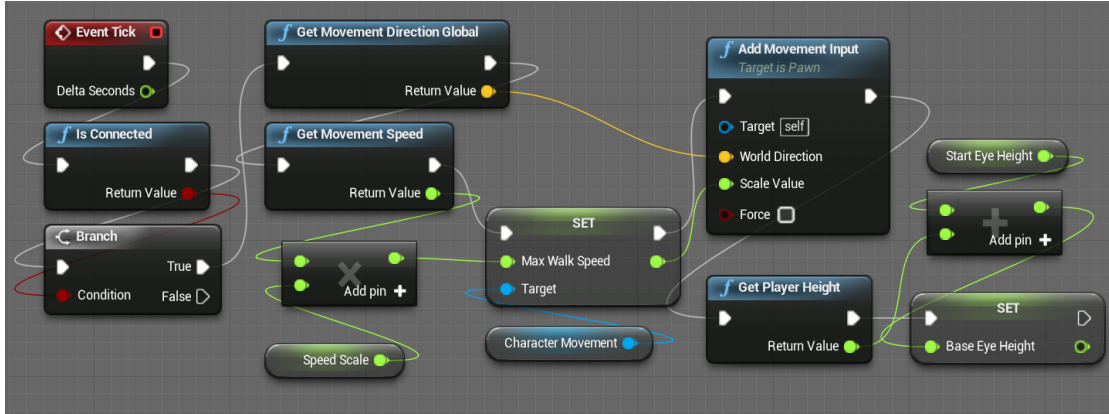 Event Tick
Delta Seconds
Is Connected
Return Value
Branch
True
Condition
False
Get Movement Direction Global
Return Value
Get Movement Speed
Return Value
Add pin
Speed Scale
SET
Max Walk Speed
Target
Character Movement
Add Movement Input
Target is Pawn
Target self
World Direction
Scale Value
Force
Get Player Height
Return Value
Start Eye Height
Add pin
SET
Base Eye Height